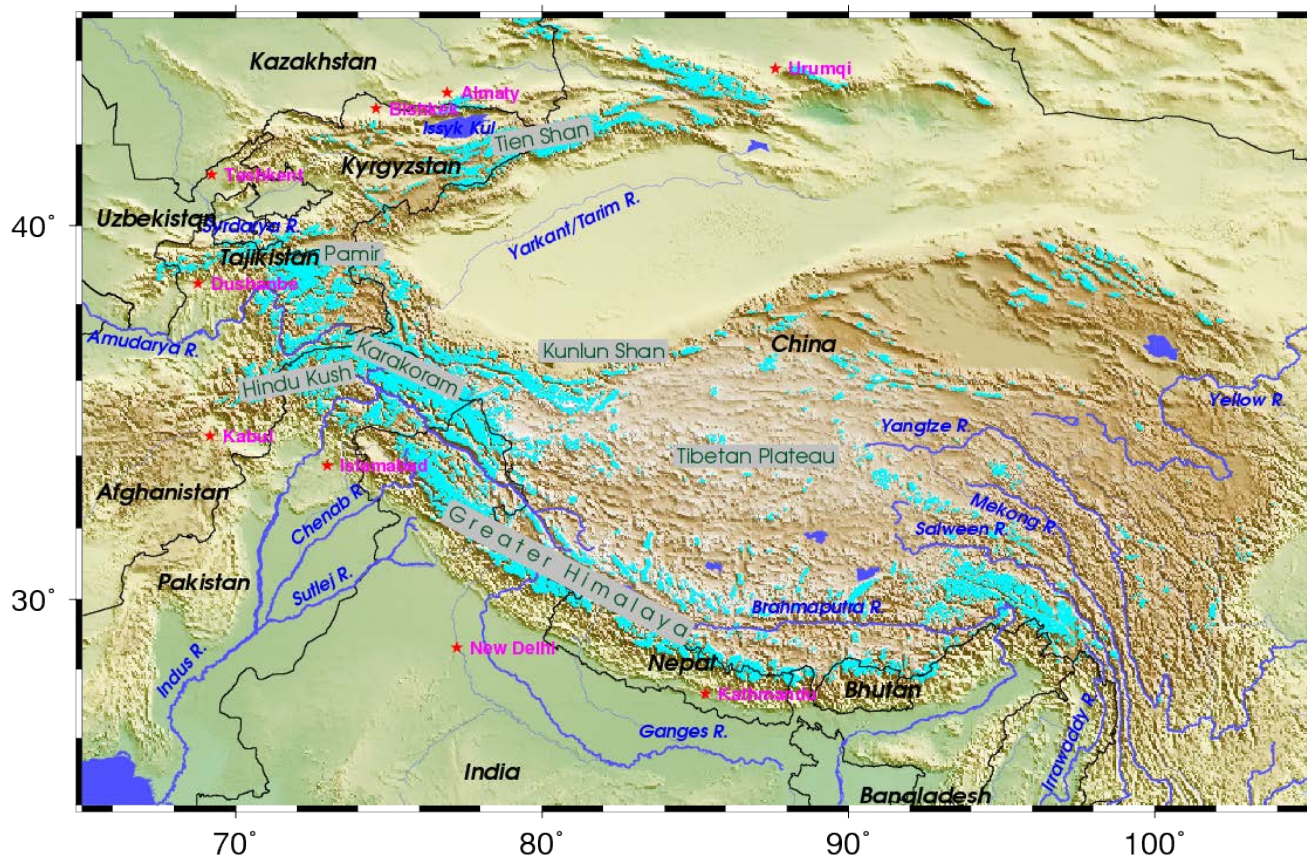 Kazakhstan
Urumqi
Almaty
Bishkek
Issyk Kul
Tien Shan
Kyrgyzstan
Tashkent
Uzbekistan
Syrdarya R.
40°
Yarkant/Tarim R.
Tajikistan
Pamir
Dushanbe
Amudarya R.
Karakoram
Kunlun Shan
China
Hindu Kush
Yellow R.
Kabul
Yangtze R.
Tibetan Plateau
Islamabad
Afghanistan
Chenab R.
Mekong R.
Salween R.
Greater Himalaya
Pakistan
Sutlej R.
30°
Brahmaputra R.
New Delhi
Indus R.
Nepal
Kathmandu
Bhutan
Irrawaddy R.
Ganges R.
India
Bangladesh
70°
80°
90°
100°